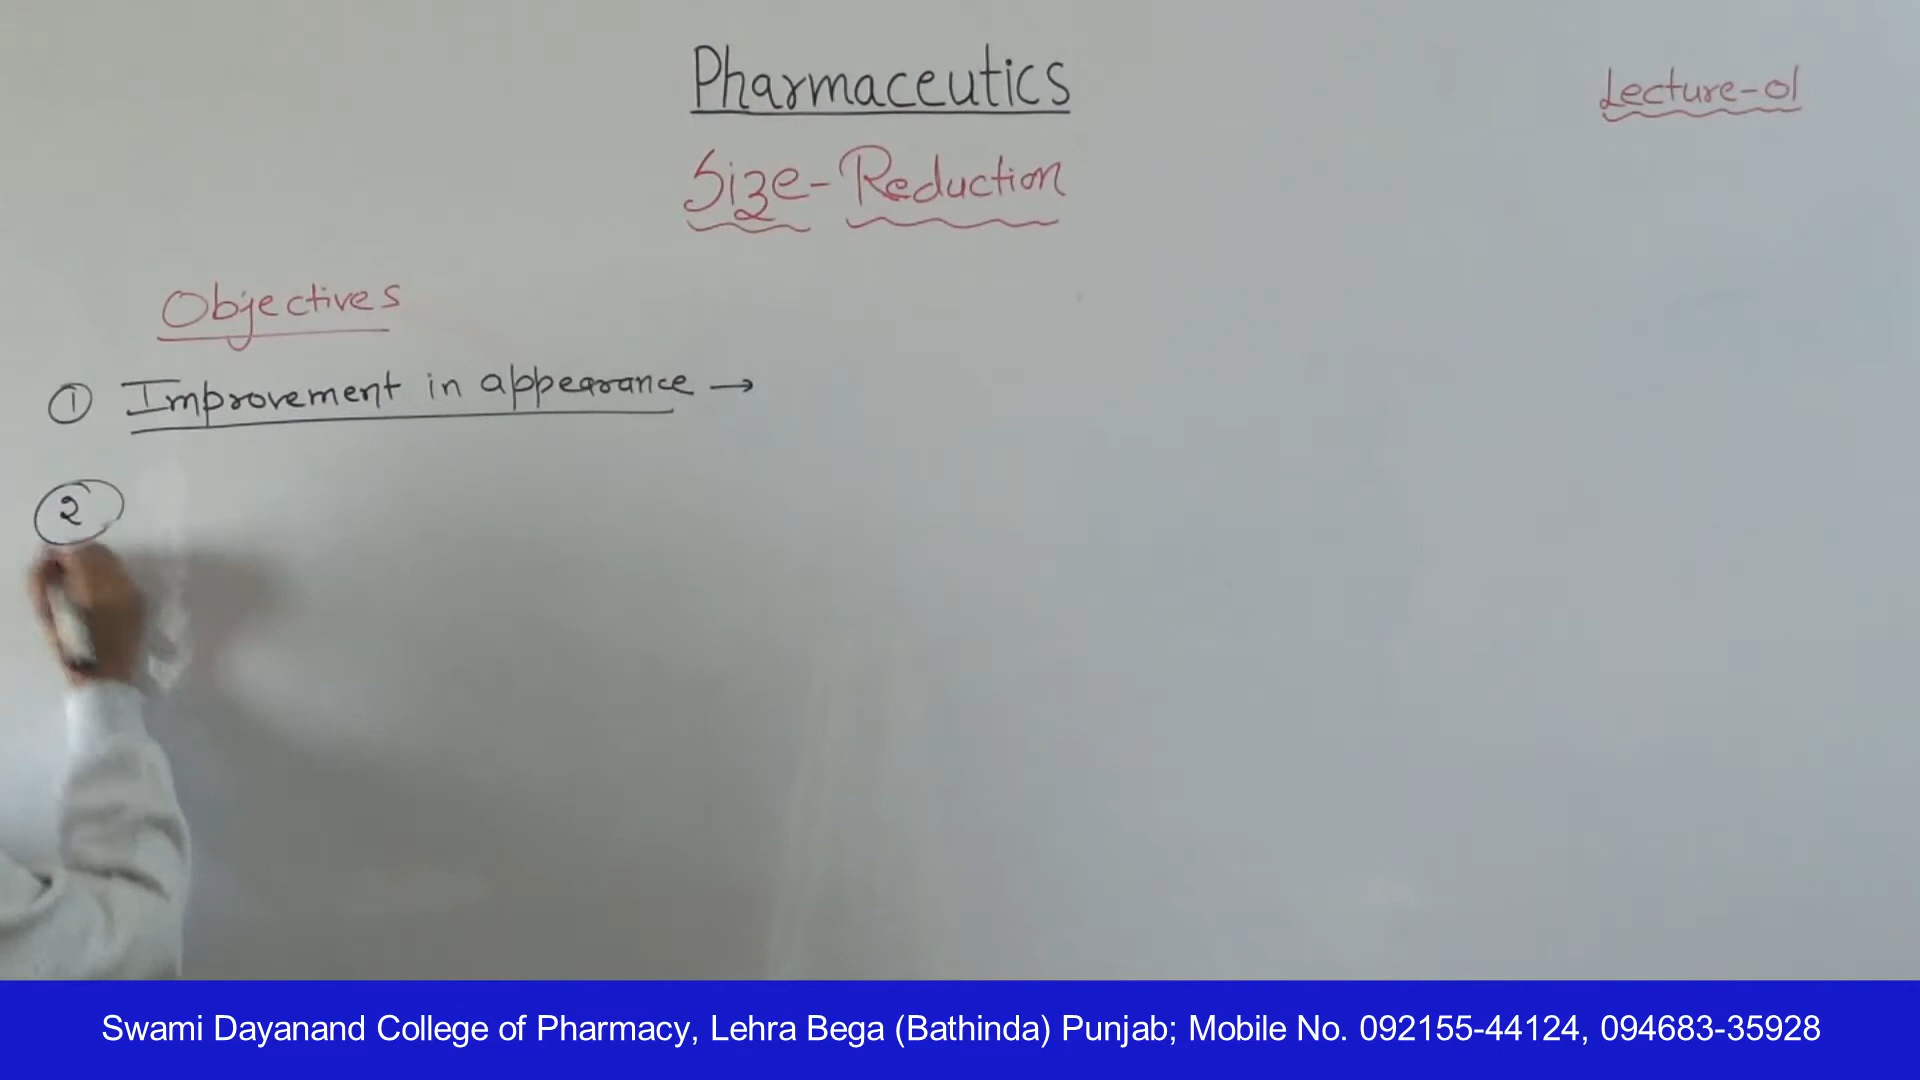 Pharmaceutics
Lecture-01
Size-Reduction
Objectives
① Improvement in appearance →
②
Swami Dayanand College of Pharmacy, Lehra Bega (Bathinda) Punjab; Mobile No. 092155-44124, 094683-35928